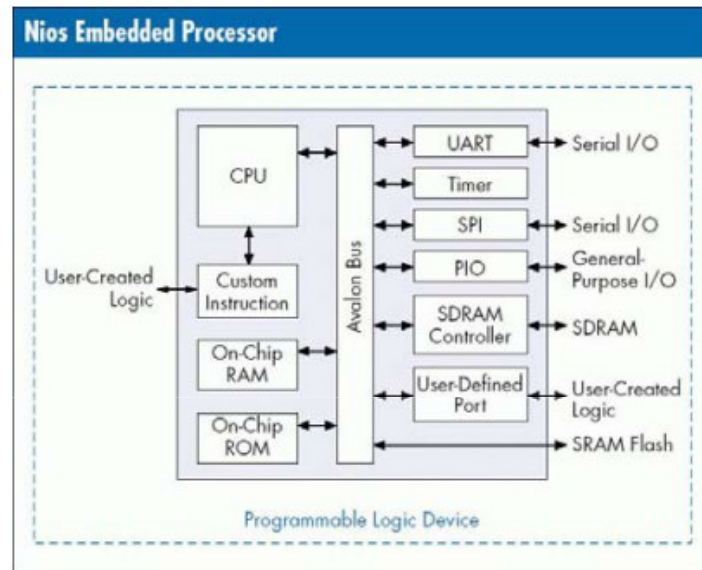 Nios Embedded Processor
CPU
Custom
Instruction
On-Chip
RAM
On-Chip
ROM
User-Created
Logic
Avalon Bus
UART
Timer
SPI
PIO
SDRAM
Controller
User-Defined
Port
Serial I/O
Serial I/O
General-
Purpose I/O
SDRAM
User-Created
Logic
SRAM Flash
Programmable Logic Device